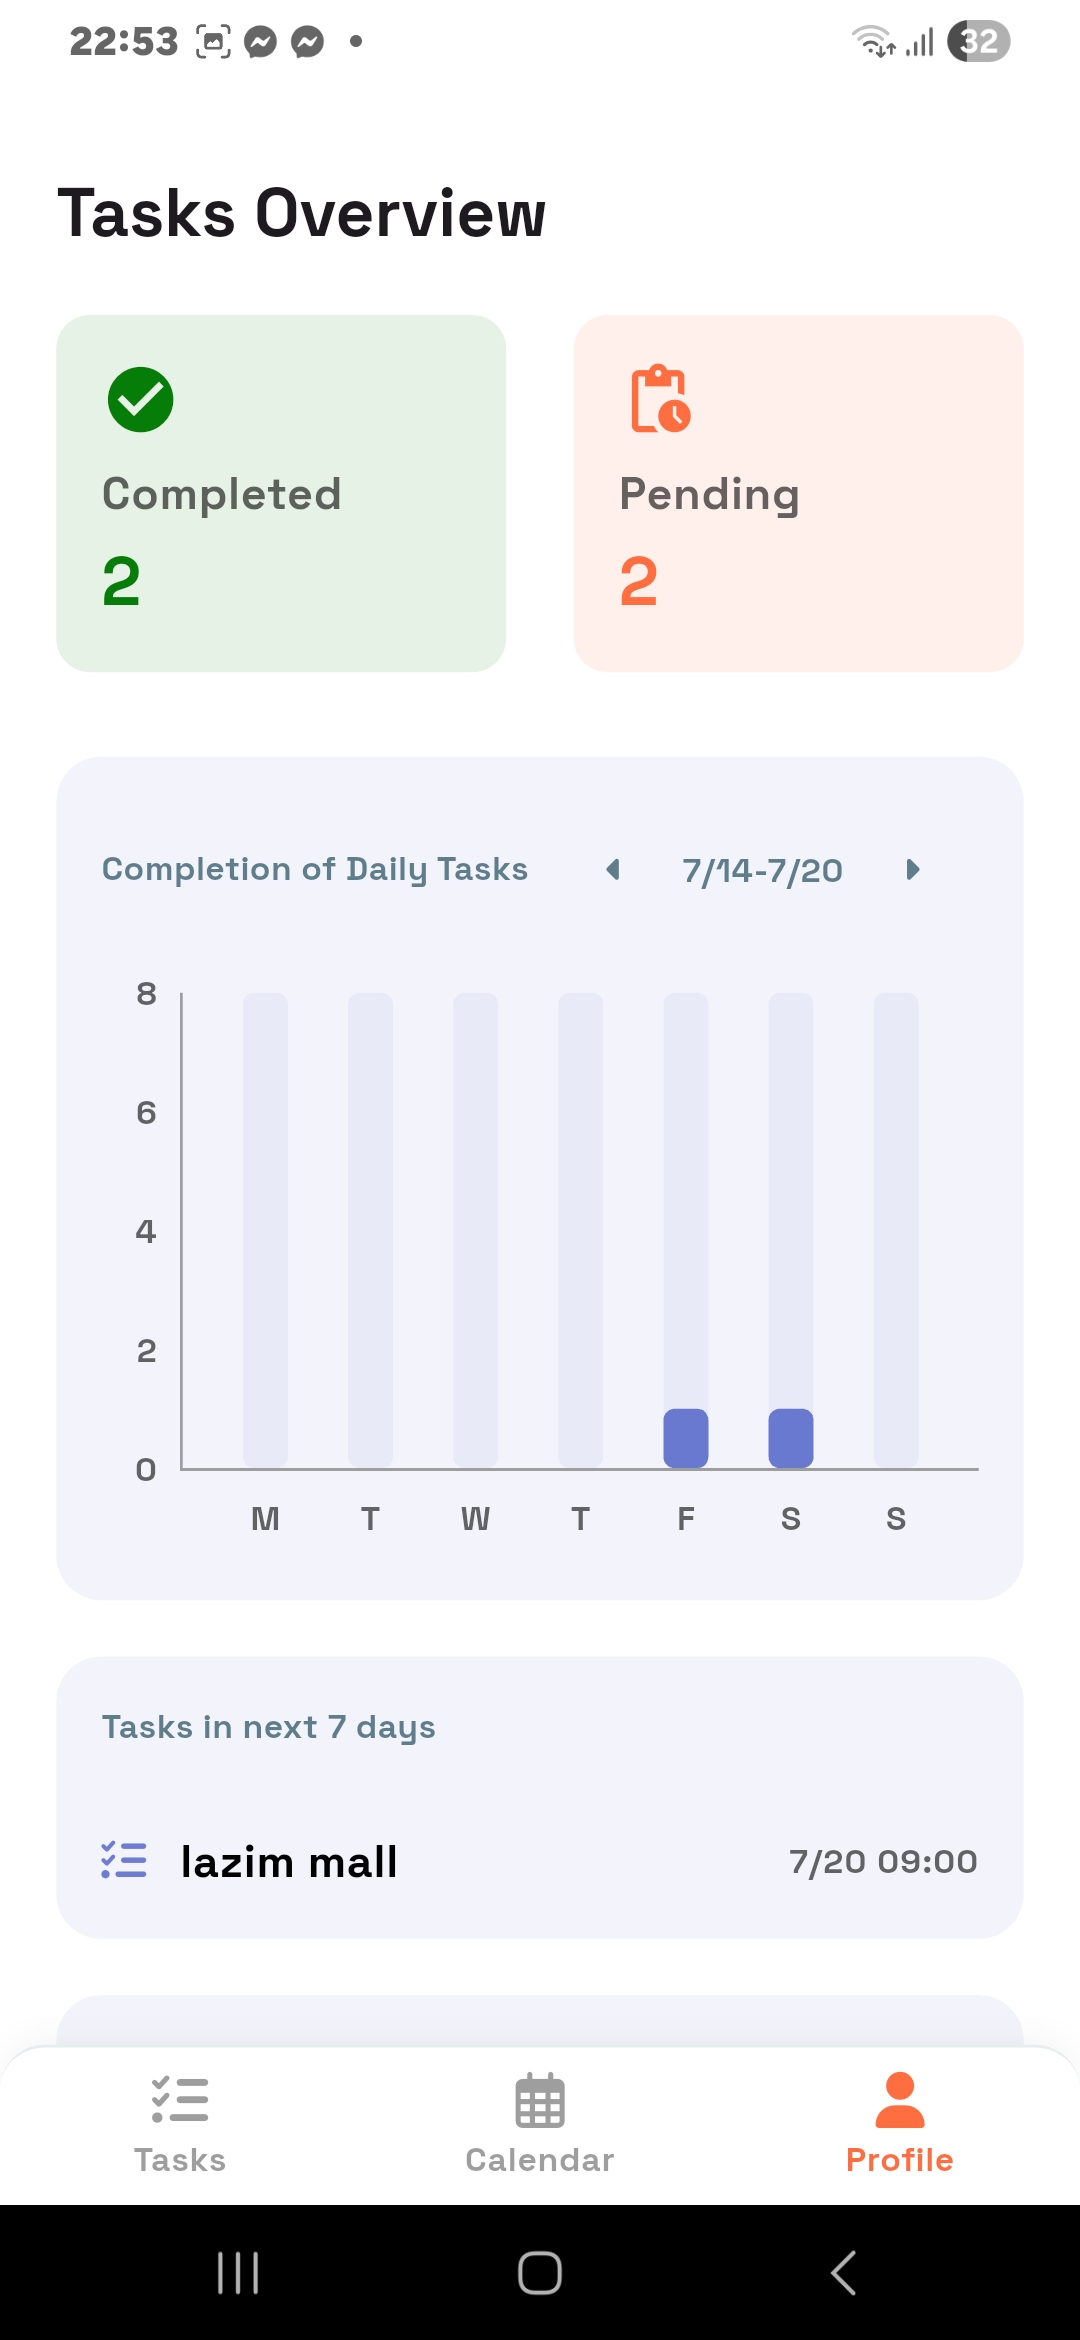 22:53
32
Tasks Overview
Completed
2
Pending
2
Completion of Daily Tasks
7/14-7/20
8
6
4
2
0
M T W T F S S
Tasks in next 7 days
lazim mall
7/20 09:00
Tasks
Calendar
Profile